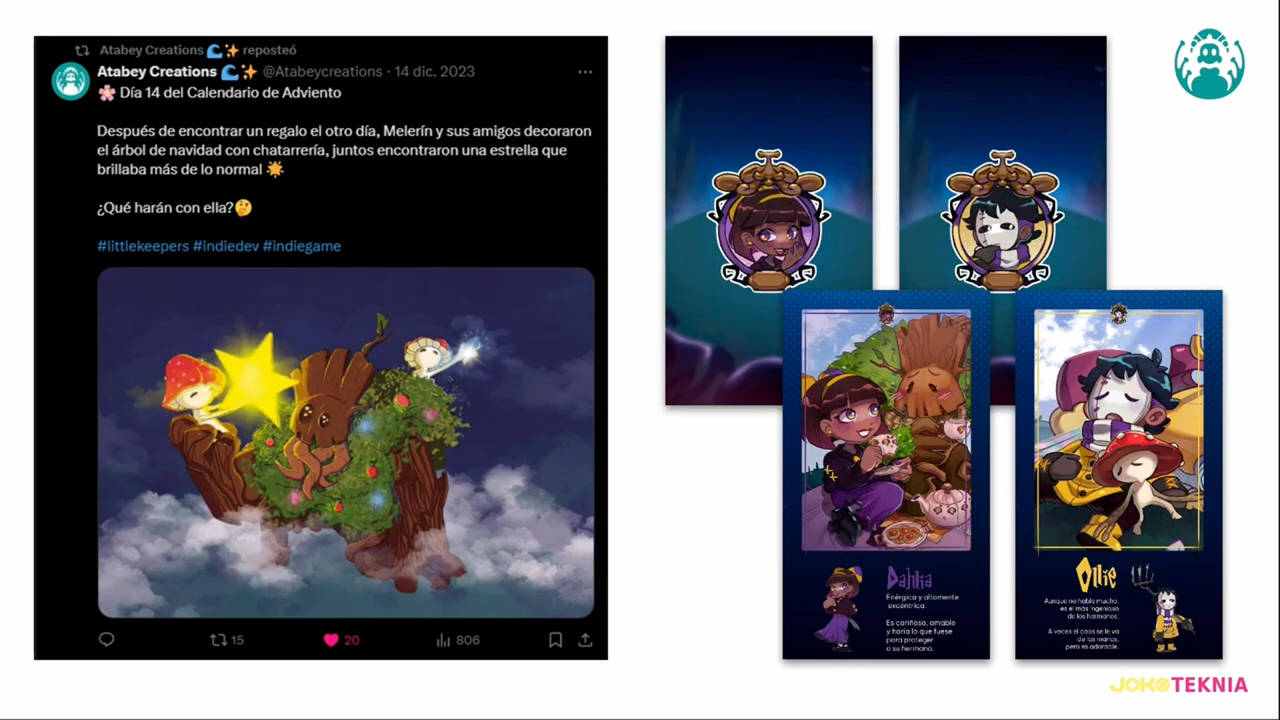 Atabey Creations 🌊✨ reposteó
Atabey Creations 🌊✨ @Atabeycreations · 14 dic. 2023
🌸 Día 14 del Calendario de Adviento
Después de encontrar un regalo el otro día, Melerín y sus amigos decoraron
el árbol de navidad con chatarrería, juntos encontraron una estrella que
brillaba más de lo normal 🌟
¿Qué harán con ella?🤔
#littlekeepers #indiedev #indiegame
15
20
806
Dahlia
Enérgica y altamente
excéntrica.
Es cariñosa, amable
y haría lo que fuese
para proteger
a su hermano.
Ollie
Aunque no hable mucho,
es el más ingenioso
de los hermanos.
A veces el caos se le va
de las manos,
pero es adorable.
JOKOTEKNIA